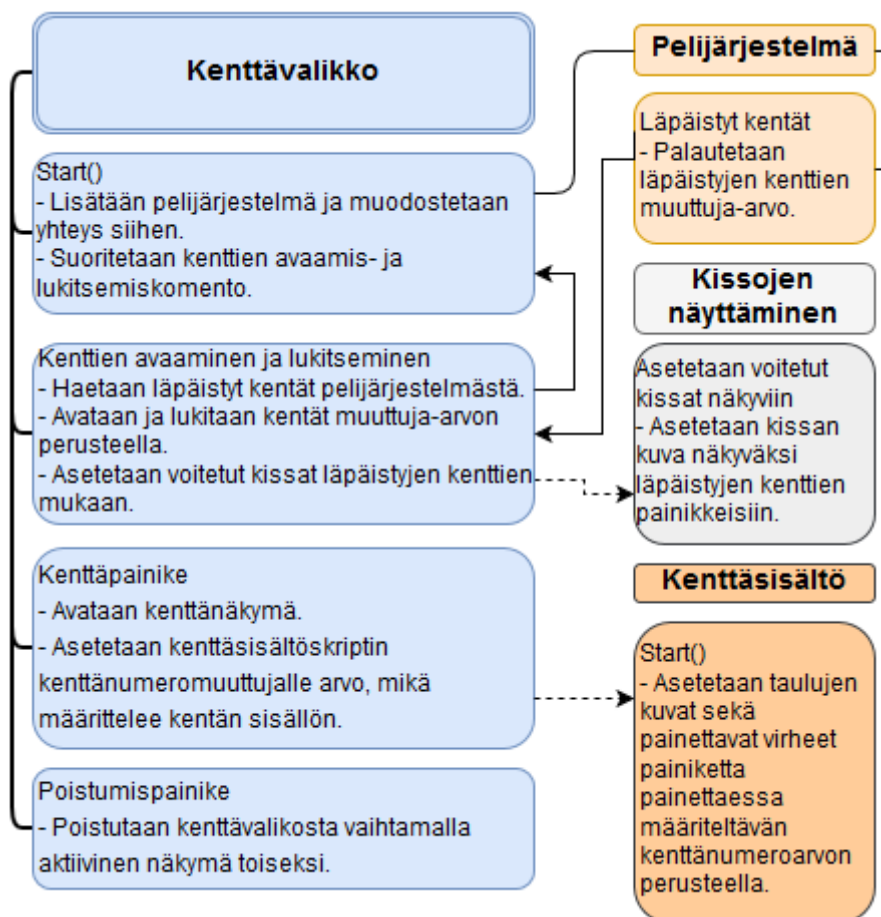 Kenttävalikko
Start()
- Lisätään pelijärjestelmä ja muodostetaan
yhteys siihen.
- Suoritetaan kenttien avaamis- ja
lukitsemiskomento.
Kenttien avaaminen ja lukitseminen
- Haetaan läpäistyt kentät pelijärjestelmästä.
- Avataan ja lukitaan kentät muuttuja-arvon
perusteella.
- Asetetaan voitetut kissat läpäistyjen kenttien
mukaan.
Kenttäpainike
- Avataan kenttänäkymä.
- Asetetaan kenttäsisältöskriptin
kenttänumeromuuttujalle arvo, mikä
määrittelee kentän sisällön.
Poistumispainike
- Poistutaan kenttävalikosta vaihtamalla
aktiivinen näkymä toiseksi.
Pelijärjestelmä
Läpäistyt kentät
- Palautetaan
läpäistyjen kenttien
muuttuja-arvo.
Kissojen
näyttäminen
Asetetaan voitetut
kissat näkyviin
- Asetetaan kissan
kuva näkyväksi
läpäistyjen kenttien
painikkeisiin.
Kenttäsisältö
Start()
- Asetetaan taulujen
kuvat sekä
painettavat virheet
painiketta
painettaessa
määriteltävän
kenttänumeroarvon
perusteella.